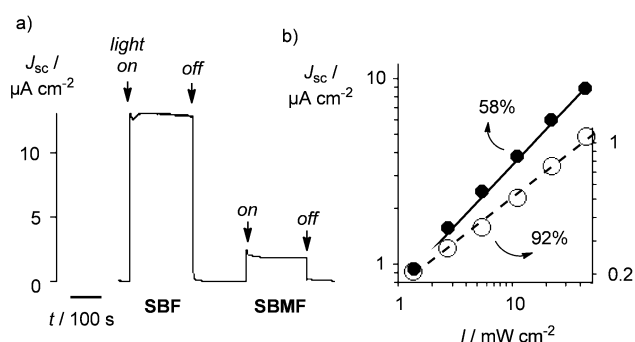 a)
J_sc /
μA cm⁻²
light
on
off
10
5
0
on
off
t / 100 s
SBF
SBMF
b)
J_sc /
μA cm⁻²
10
1
58%
92%
1
0.2
1
10
I / mW cm⁻²